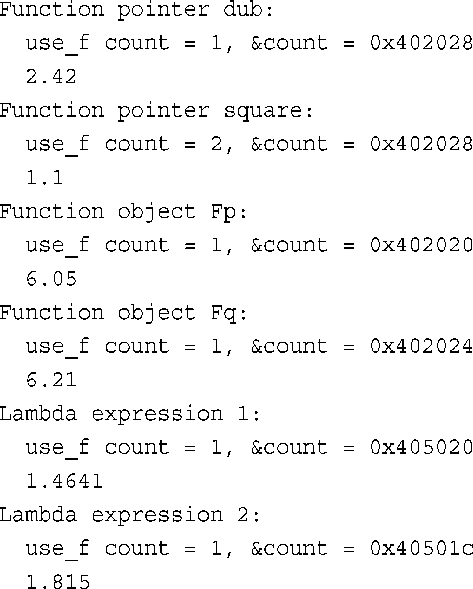 Function pointer dub:
  use_f count = 1, &count = 0x402028
  2.42
Function pointer square:
  use_f count = 2, &count = 0x402028
  1.1
Function object Fp:
  use_f count = 1, &count = 0x402020
  6.05
Function object Fq:
  use_f count = 1, &count = 0x402024
  6.21
Lambda expression 1:
  use_f count = 1, &count = 0x405020
  1.4641
Lambda expression 2:
  use_f count = 1, &count = 0x40501c
  1.815